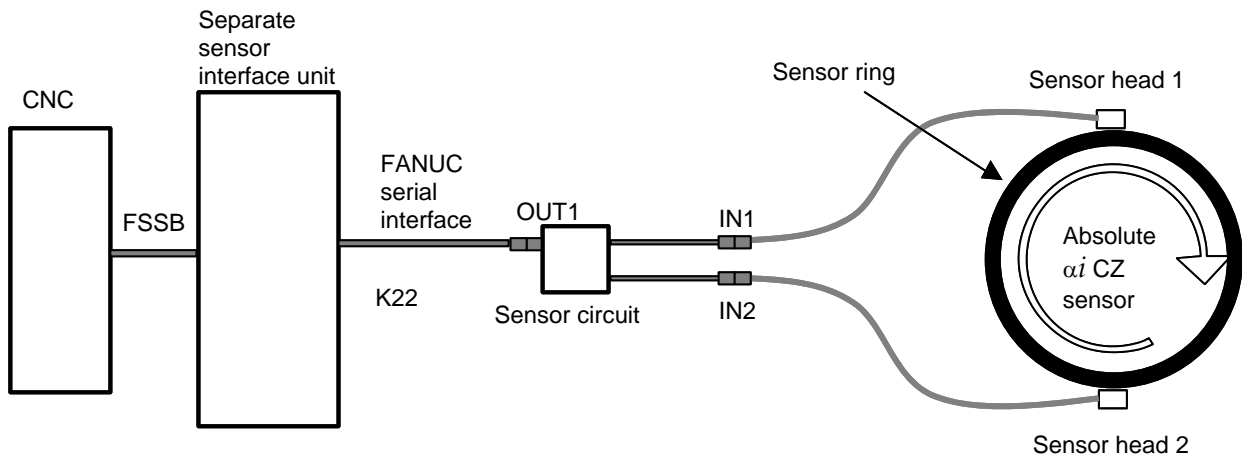 Separate
sensor
interface unit
CNC
Sensor ring
Sensor head 1
FANUC
serial
interface
OUT1
IN1
FSSB
Absolute
αi CZ
sensor
K22
Sensor circuit
IN2
Sensor head 2